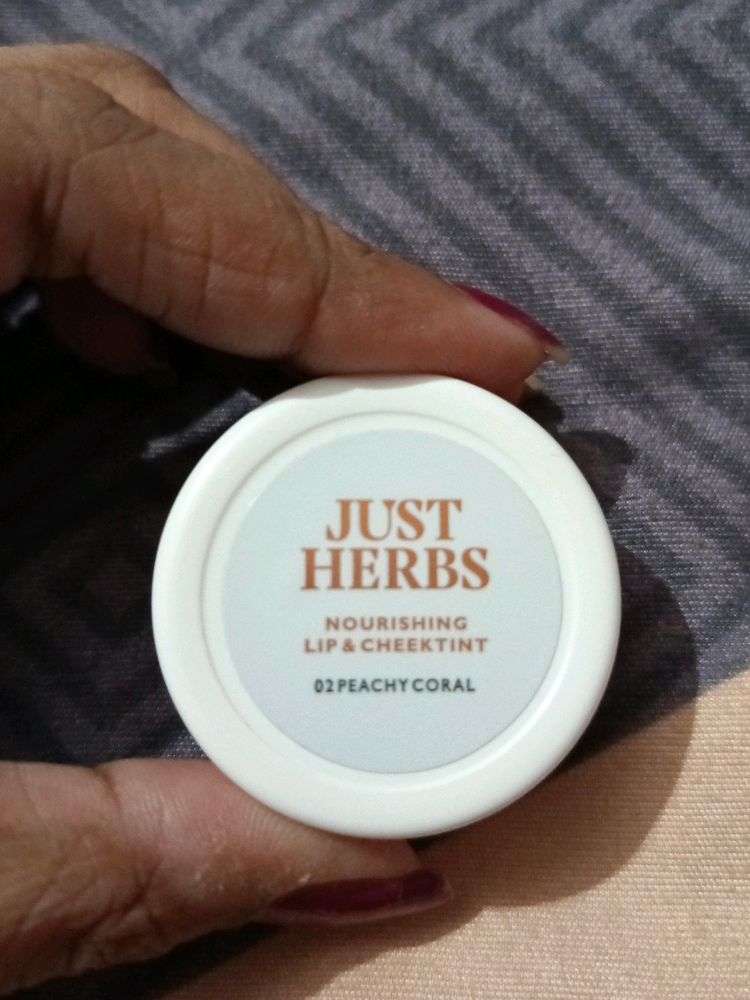 JUST
HERBS
NOURISHING
LIP & CHEEKTINT
02 PEACHY CORAL